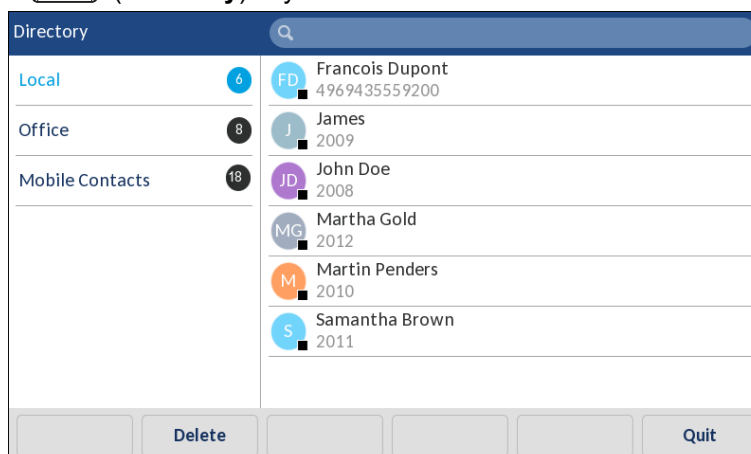 Directory
Local 6
Office 8
Mobile Contacts 18
FD Francois Dupont
4969435559200
J James
2009
JD John Doe
2008
MG Martha Gold
2012
M Martin Penders
2010
S Samantha Brown
2011
Delete Quit